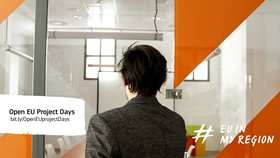 Open EU Project Days
bit.ly/OpenEUprojectDays
# EU IN
MY REGION